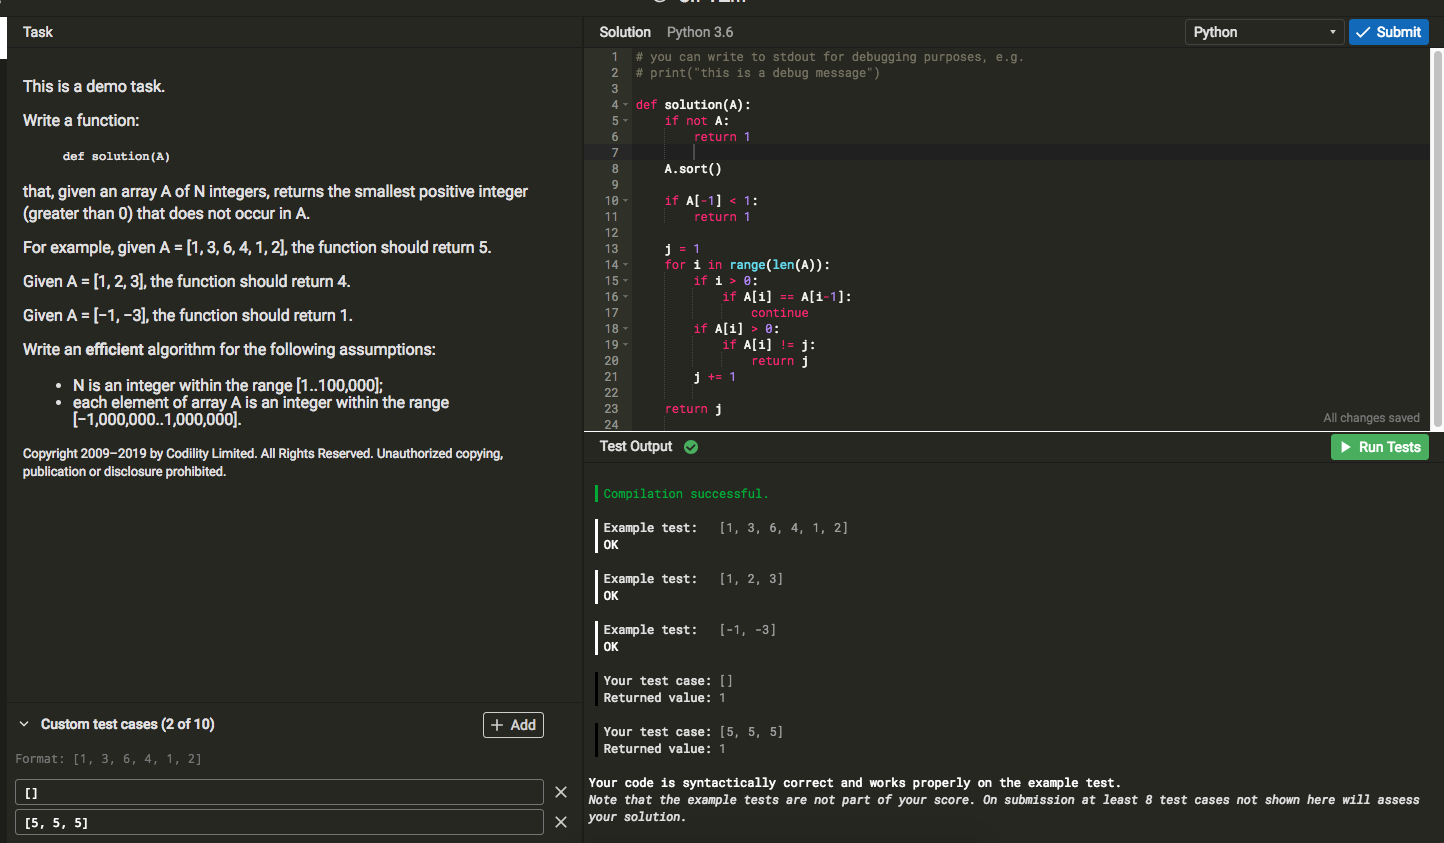 Task
This is a demo task.
Write a function:
def solution(A)
that, given an array A of N integers, returns the smallest positive integer
(greater than 0) that does not occur in A.
For example, given A = [1, 3, 6, 4, 1, 2], the function should return 5.
Given A = [1, 2, 3], the function should return 4.
Given A = [−1, −3], the function should return 1.
Write an efficient algorithm for the following assumptions:
• N is an integer within the range [1..100,000];
• each element of array A is an integer within the range
[−1,000,000..1,000,000].
Copyright 2009–2019 by Codility Limited. All Rights Reserved. Unauthorized copying,
publication or disclosure prohibited.
Custom test cases (2 of 10)
+ Add
Format: [1, 3, 6, 4, 1, 2]
[]
[5, 5, 5]
Solution Python 3.6
Python
Submit
1 # you can write to stdout for debugging purposes, e.g.
2 # print("this is a debug message")
3
4 def solution(A):
5     if not A:
6         return 1
7
8     A.sort()
9
10     if A[-1] < 1:
11         return 1
12
13     j = 1
14     for i in range(len(A)):
15         if i > 0:
16             if A[i] == A[i-1]:
17                 continue
18         if A[i] > 0:
19             if A[i] != j:
20                 return j
21         j += 1
22
23     return j
24
All changes saved
Test Output
Run Tests
Compilation successful.
Example test: [1, 3, 6, 4, 1, 2]
OK
Example test: [1, 2, 3]
OK
Example test: [-1, -3]
OK
Your test case: []
Returned value: 1
Your test case: [5, 5, 5]
Returned value: 1
Your code is syntactically correct and works properly on the example test.
Note that the example tests are not part of your score. On submission at least 8 test cases not shown here will assess
your solution.